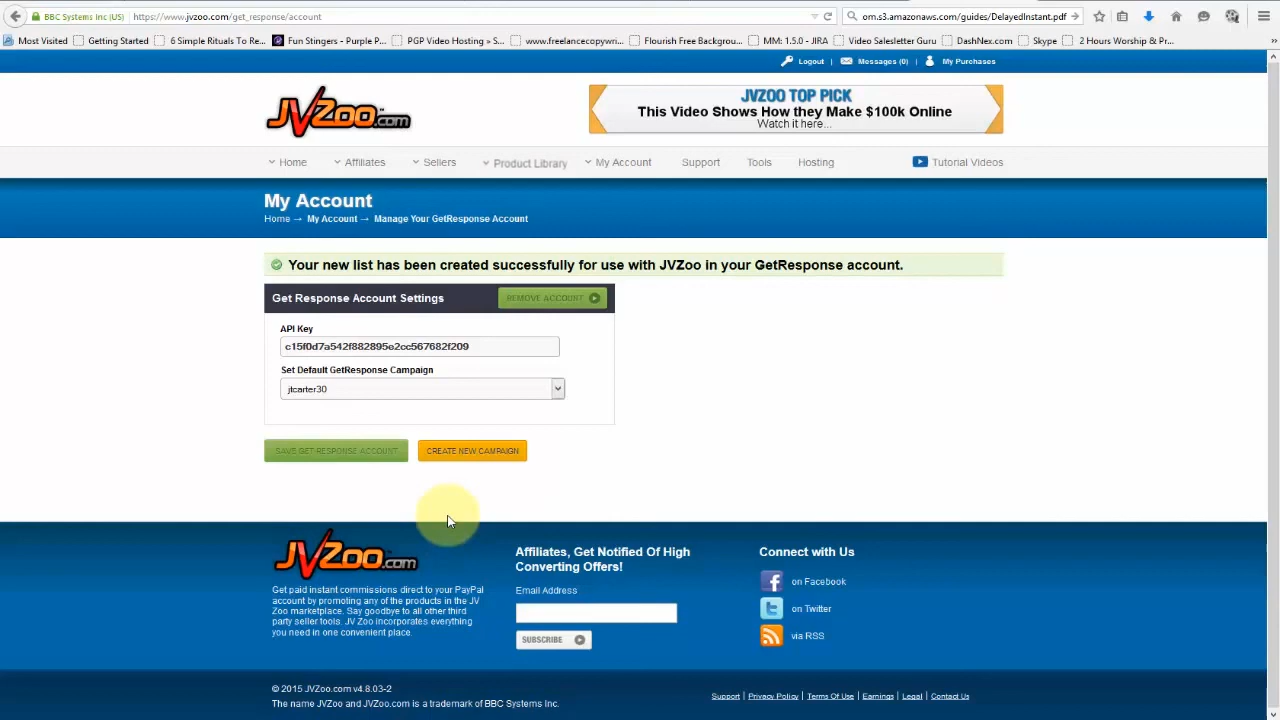 BBC Systems Inc (US)
https://www.jvzoo.com/get_response/account
om.s3.amazonaws.com/guides/DelayedInstant.pdf
Most Visited
Getting Started
6 Simple Rituals To Re...
Fun Stingers - Purple P...
PGP Video Hosting » S...
www.freelancecopywri...
Flourish Free Backgrou...
MM: 1.5.0 - JIRA
Video Salesletter Guru
DashNex.com
Skype
2 Hours Worship & Pr...
Logout | Messages (0) | My Purchases
JVZoo.com
JVZOO TOP PICK
This Video Shows How they Make $100k Online
Watch it here...
Home
Affiliates
Sellers
Product Library
My Account
Support
Tools
Hosting
Tutorial Videos
My Account
Home → My Account → Manage Your GetResponse Account
Your new list has been created successfully for use with JVZoo in your GetResponse account.
Get Response Account Settings
REMOVE ACCOUNT
API Key
c15f0d7a542f882895e2cc567682f209
Set Default GetResponse Campaign
jtcarter30
SAVE GET RESPONSE ACCOUNT
CREATE NEW CAMPAIGN
JVZoo.com
Get paid instant commissions direct to your PayPal
account by promoting any of the products in the JV
Zoo marketplace. Say goodbye to all other third
party seller tools. JV Zoo incorporates everything
you need in one convenient place.
Affiliates, Get Notified Of High
Converting Offers!
Email Address
SUBSCRIBE
Connect with Us
on Facebook
on Twitter
via RSS
© 2015 JVZoo.com v4.8.03-2
The name JVZoo and JVZoo.com is a trademark of BBC Systems Inc.
Support | Privacy Policy | Terms Of Use | Earnings | Legal | Contact Us